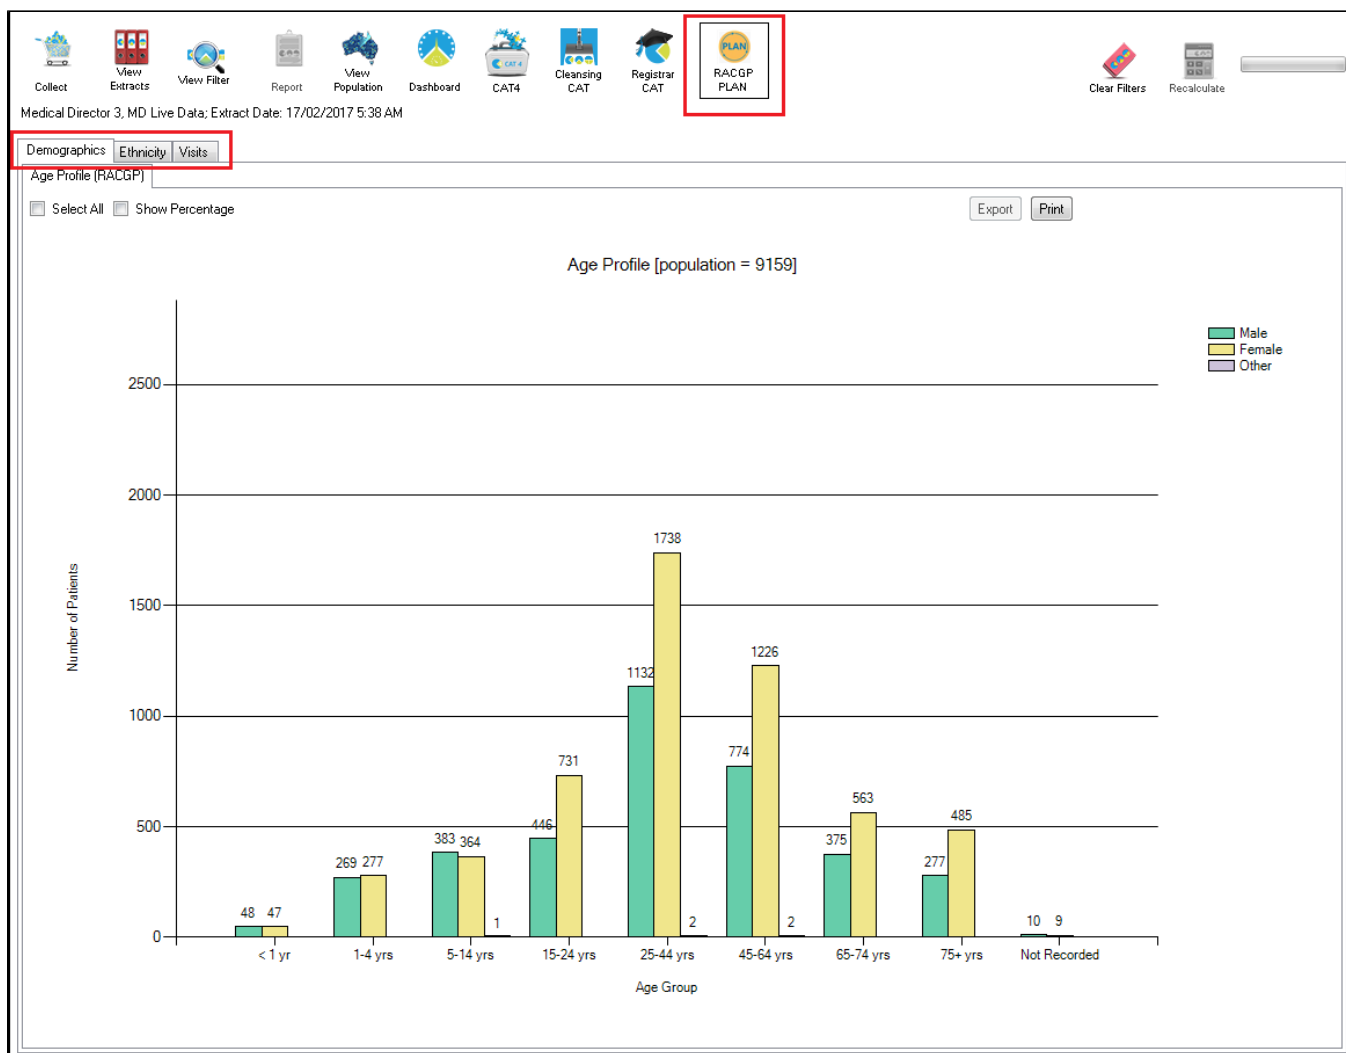 Collect
View Extracts
View Filter
Report
View Population
Dashboard
CAT 4
CAT4
Cleansing CAT
Registrar CAT
PLAN
RACGP PLAN
Clear Filters
Recalculate
Medical Director 3, MD Live Data; Extract Date: 17/02/2017 5:38 AM
Demographics Ethnicity Visits
Age Profile (RACGP)
Select All Show Percentage Export Print
Age Profile [population = 9159]
Male
Female
Other
Number of Patients
2500
2000
1500
1000
500
0
48 47
269 277
383 364 1
446 731
1132 1738 2
774 1226 2
375 563
277 485
10 9
< 1 yr 1-4 yrs 5-14 yrs 15-24 yrs 25-44 yrs 45-64 yrs 65-74 yrs 75+ yrs Not Recorded
Age Group